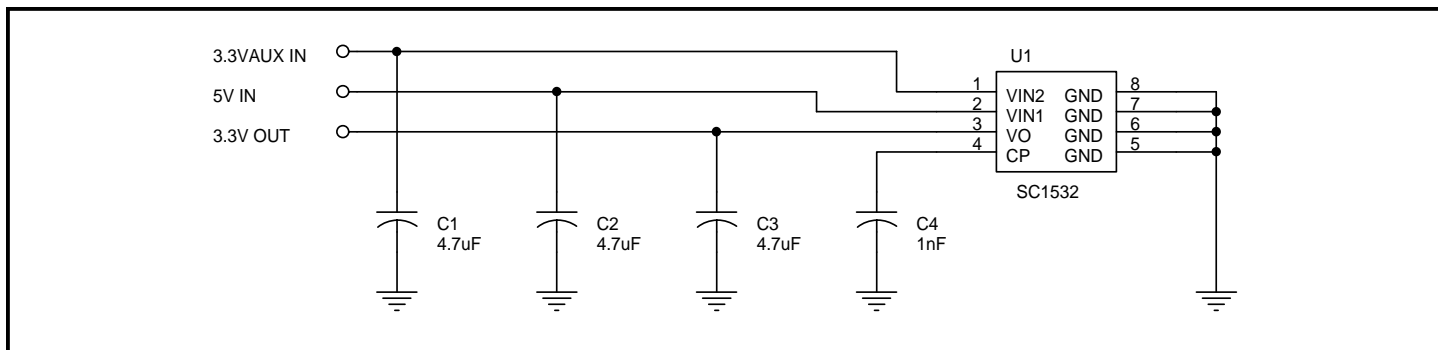 3.3VAUX IN
5V IN
3.3V OUT
U1
1 VIN2 GND 8
2 VIN1 GND 7
3 VO GND 6
4 CP GND 5
SC1532
C1
4.7uF
C2
4.7uF
C3
4.7uF
C4
1nF